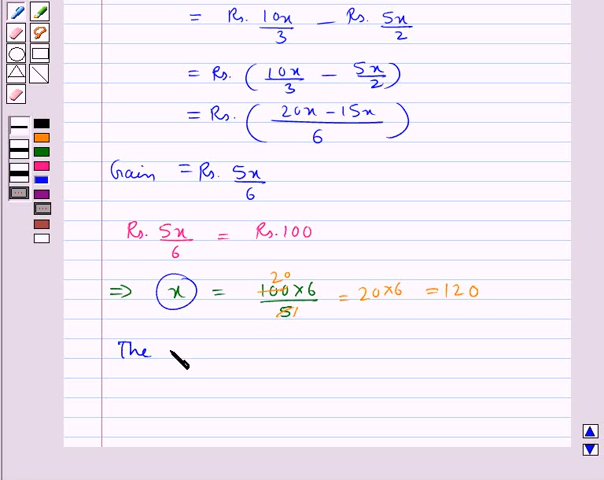 = Rs. 10x/3 - Rs. 5x/2
= Rs. (10x/3 - 5x/2)
= Rs. (20x - 15x/6)
Gain = Rs. 5x/6
Rs. 5x/6 = Rs. 100
⇒ x = 100 × 6/5 = 20 × 6 = 120
20
1
The